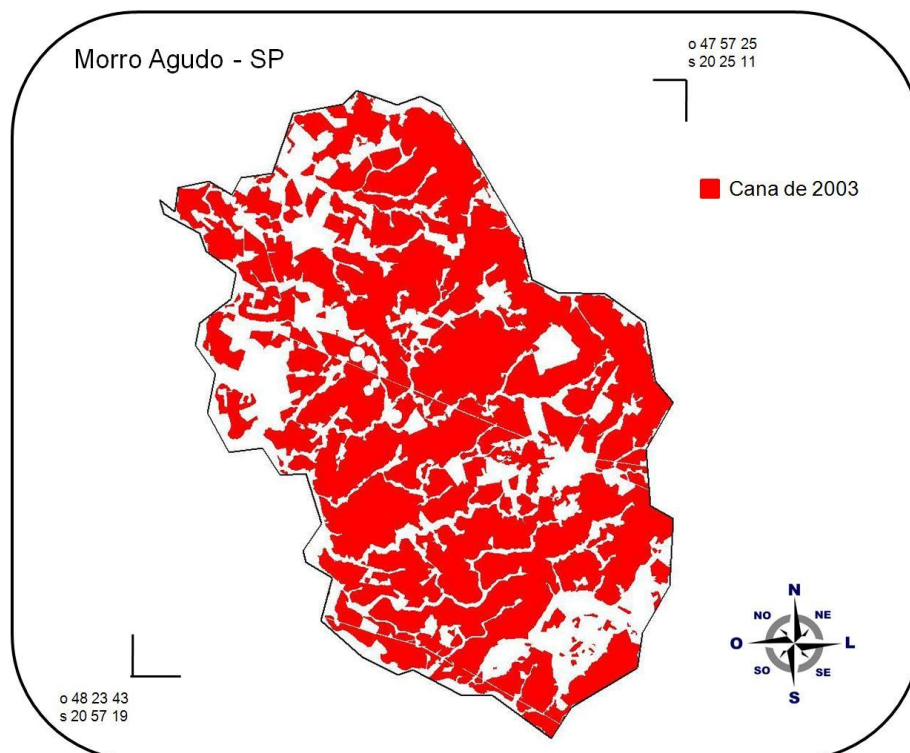 Morro Agudo - SP
o 47 57 25
s 20 25 11
Cana de 2003
N
NO
NE
O
L
SO
SE
S
o 48 23 43
s 20 57 19